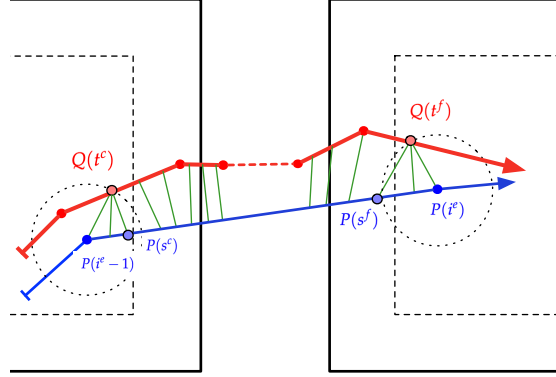 Q(t^f)
Q(t^c)
P(i^e)
P(s^f)
P(s^c)
P(i^e − 1)